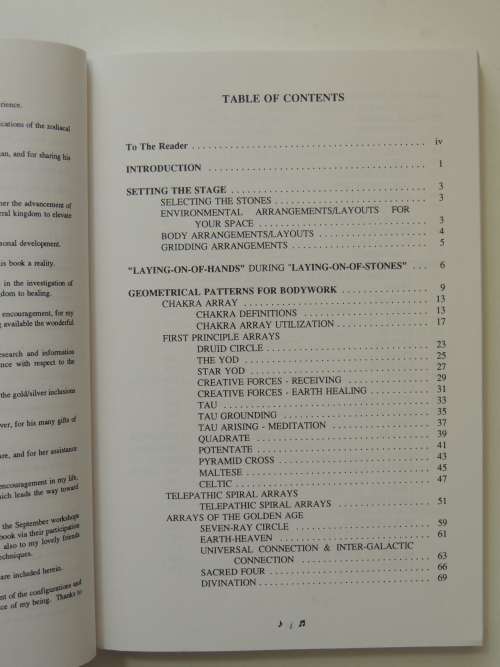 rience.
ications of the zodiacal
an, and for sharing his
her the advancement of
eral kingdom to elevate
sonal development.
is book a reality.
in the investigation of
gdom to healing.
encouragement, for my
g available the wonderful
esearch and information
ence with respect to the
the gold/silver inclusions
ver, for his many gifts of
re, and for her assistance
encouragement in my life,
hich leads the way toward
the September workshops
book via their participation
also to my lovely friends
echniques.
are included herein.
nt of the configurations and
ce of my being. Thanks to
TABLE OF CONTENTS
To The Reader . . . . . . . . . . iv
INTRODUCTION . . . . . . . . . . 1
SETTING THE STAGE . . . . . . . . . . 3
SELECTING THE STONES . . . . . . . . . . 3
ENVIRONMENTAL ARRANGEMENTS/LAYOUTS FOR
YOUR SPACE . . . . . . . . . . 3
BODY ARRANGEMENTS/LAYOUTS . . . . . . . . . . 4
GRIDDING ARRANGEMENTS . . . . . . . . . . 5
"LAYING-ON-OF-HANDS" DURING "LAYING-ON-OF-STONES" . . . 6
GEOMETRICAL PATTERNS FOR BODYWORK . . . . . . . . . . 9
CHAKRA ARRAY . . . . . . . . . . 13
CHAKRA DEFINITIONS . . . . . . . . . . 13
CHAKRA ARRAY UTILIZATION . . . . . . . . . . 17
FIRST PRINCIPLE ARRAYS
DRUID CIRCLE . . . . . . . . . . 23
THE YOD . . . . . . . . . . 25
STAR YOD . . . . . . . . . . 27
CREATIVE FORCES - RECEIVING . . . . . . . . . . 29
CREATIVE FORCES - EARTH HEALING . . . . . . . . . . 31
TAU . . . . . . . . . . 33
TAU GROUNDING . . . . . . . . . . 35
TAU ARISING - MEDITATION . . . . . . . . . . 37
QUADRATE . . . . . . . . . . 39
POTENTATE . . . . . . . . . . 41
PYRAMID CROSS . . . . . . . . . . 43
MALTESE . . . . . . . . . . 45
CELTIC . . . . . . . . . . 47
TELEPATHIC SPIRAL ARRAYS
TELEPATHIC SPIRAL ARRAYS . . . . . . . . . . 51
ARRAYS OF THE GOLDEN AGE
SEVEN-RAY CIRCLE . . . . . . . . . . 59
EARTH-HEAVEN . . . . . . . . . . 61
UNIVERSAL CONNECTION & INTER-GALACTIC
CONNECTION . . . . . . . . . . 63
SACRED FOUR . . . . . . . . . . 66
DIVINATION . . . . . . . . . . 69
♪ i ♬